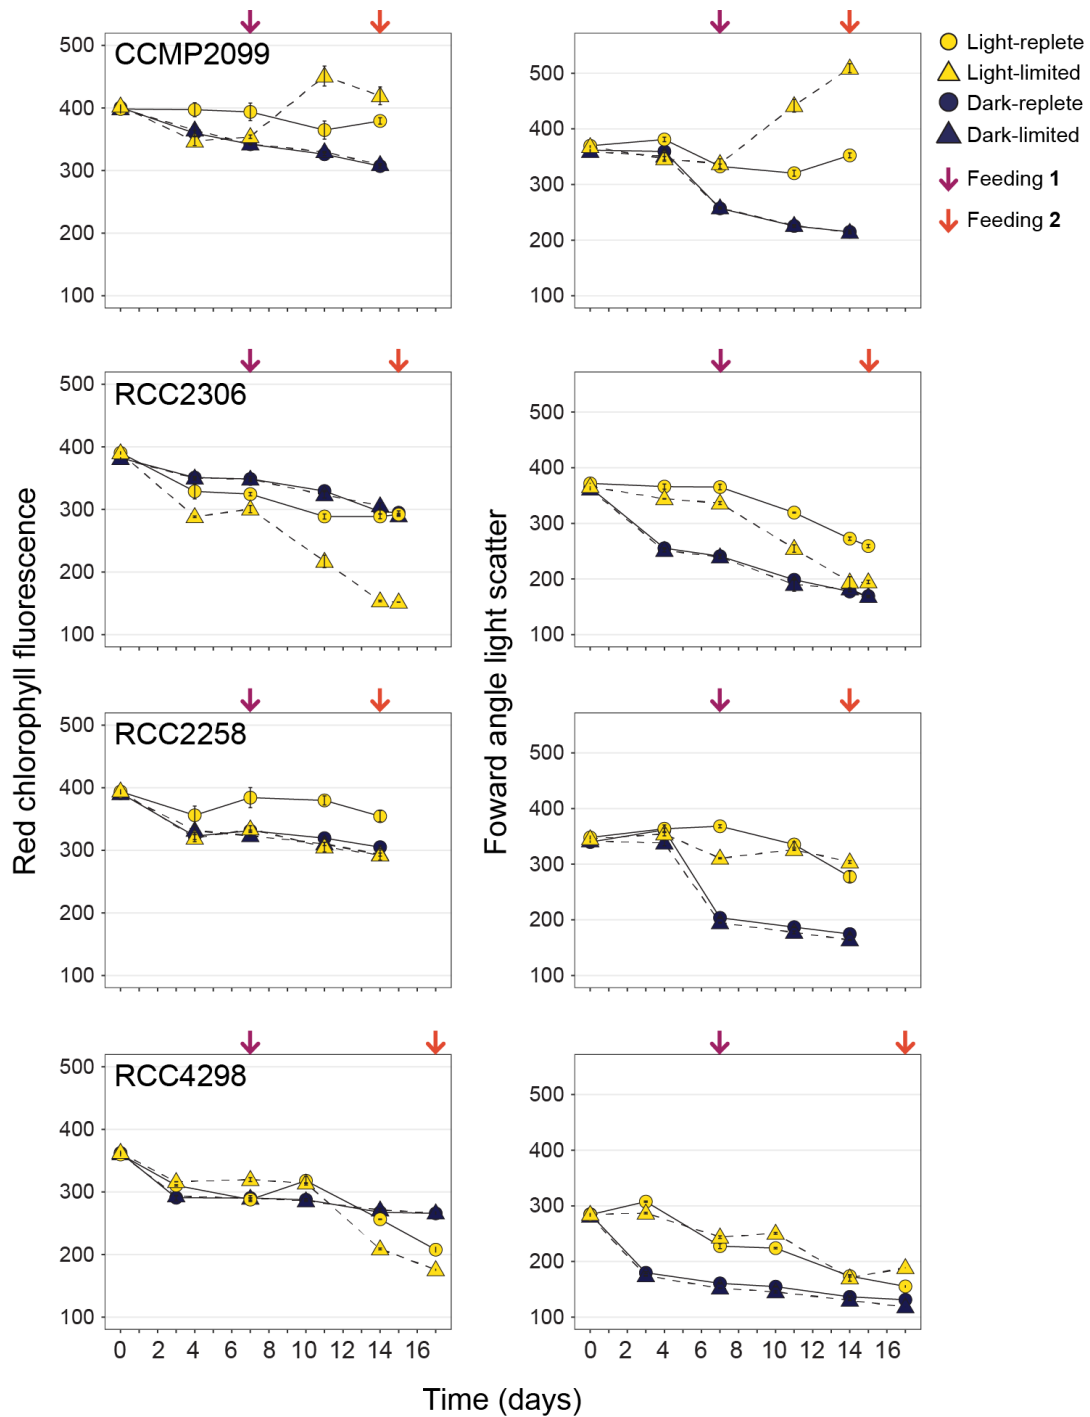 CCMP2099
500
400
300
200
100
500
400
300
200
100
Light-replete
Light-limited
Dark-replete
Dark-limited
Feeding 1
Feeding 2
RCC2306
500
400
300
200
100
500
400
300
200
100
Red chlorophyll fluorescence
Foward angle light scatter
RCC2258
500
400
300
200
100
500
400
300
200
100
RCC4298
500
400
300
200
100
0 2 4 6 8 10 12 14 16
500
400
300
200
100
0 2 4 6 8 10 12 14 16
Time (days)